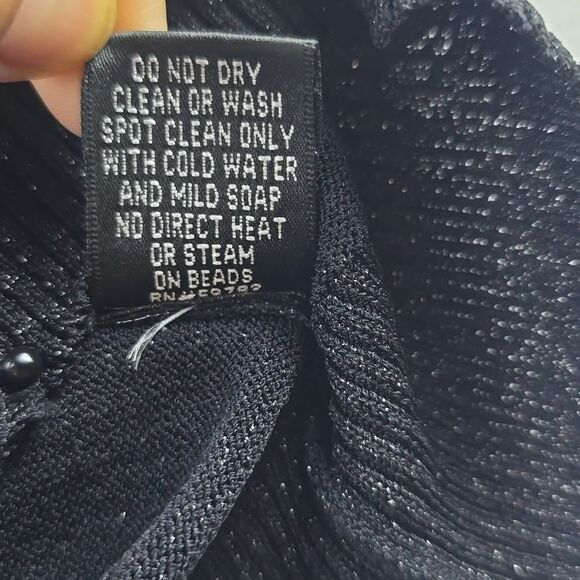 DO NOT DRY
CLEAN OR WASH
SPOT CLEAN ONLY
WITH COLD WATER
AND MILD SOAP
NO DIRECT HEAT
OR STEAM
ON BEADS